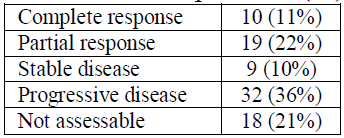 Complete response 10 (11%)
Partial response 19 (22%)
Stable disease 9 (10%)
Progressive disease 32 (36%)
Not assessable 18 (21%)